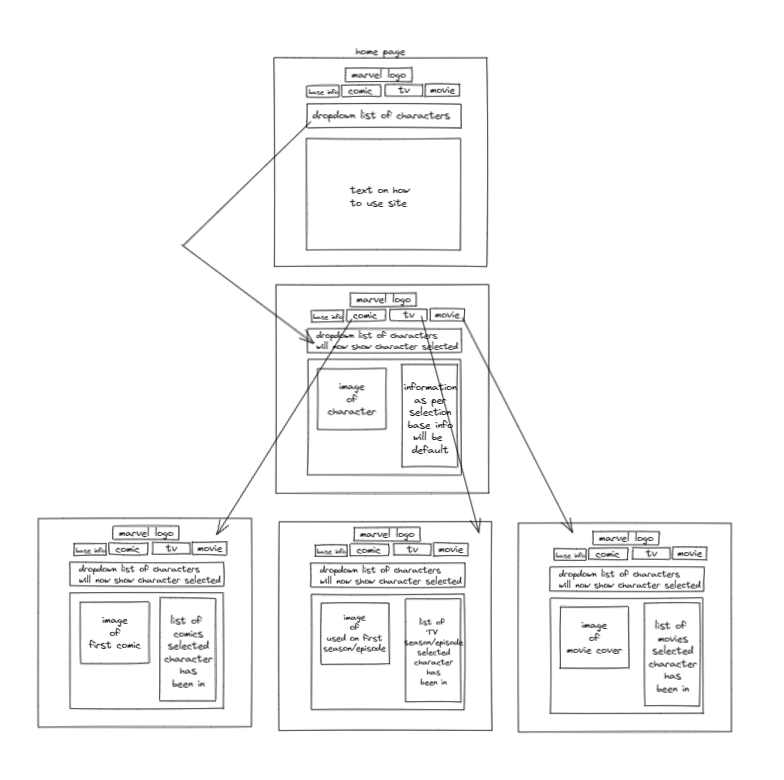 home page
marvel logo
base info comic tv movie
dropdown list of characters
text on how
to use site
marvel logo
base info comic tv movie
dropdown list of characters
will now show character selected
image
of
character
information
as per
selection
base info
will be
default
marvel logo
base info comic tv movie
dropdown list of characters
will now show character selected
image
of
first comic
list of
comics
selected
character
has
been in
marvel logo
base info comic tv movie
dropdown list of characters
will now show character selected
image
of
used on first
season/episode
list of
TV
season/episode
selected
character
has
been in
marvel logo
base info comic tv movie
dropdown list of characters
will now show character selected
image
of
movie cover
list of
movies
selected
character
has
been in